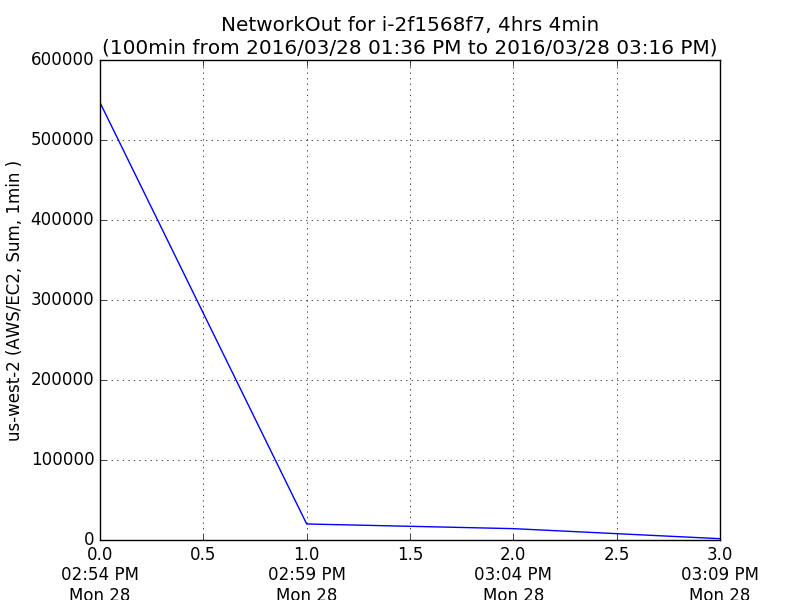 NetworkOut for i-2f1568f7, 4hrs 4min
(100min from 2016/03/28 01:36 PM to 2016/03/28 03:16 PM)
us-west-2 (AWS/EC2, Sum, 1min )
600000
500000
400000
300000
200000
100000
0
0.0 0.5 1.0 1.5 2.0 2.5 3.0
02:54 PM 02:59 PM 03:04 PM 03:09 PM
Mon 28 Mon 28 Mon 28 Mon 28